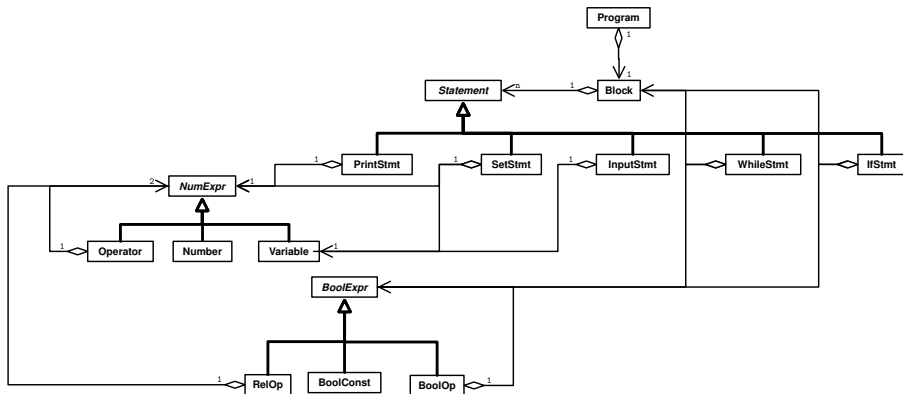 Program
1
1
Statement
n
1
Block
1
PrintStmt
1
SetStmt
1
InputStmt
WhileStmt
IfStmt
2
NumExpr
1
1
Operator
Number
Variable
1
BoolExpr
1
RelOp
BoolConst
BoolOp
1